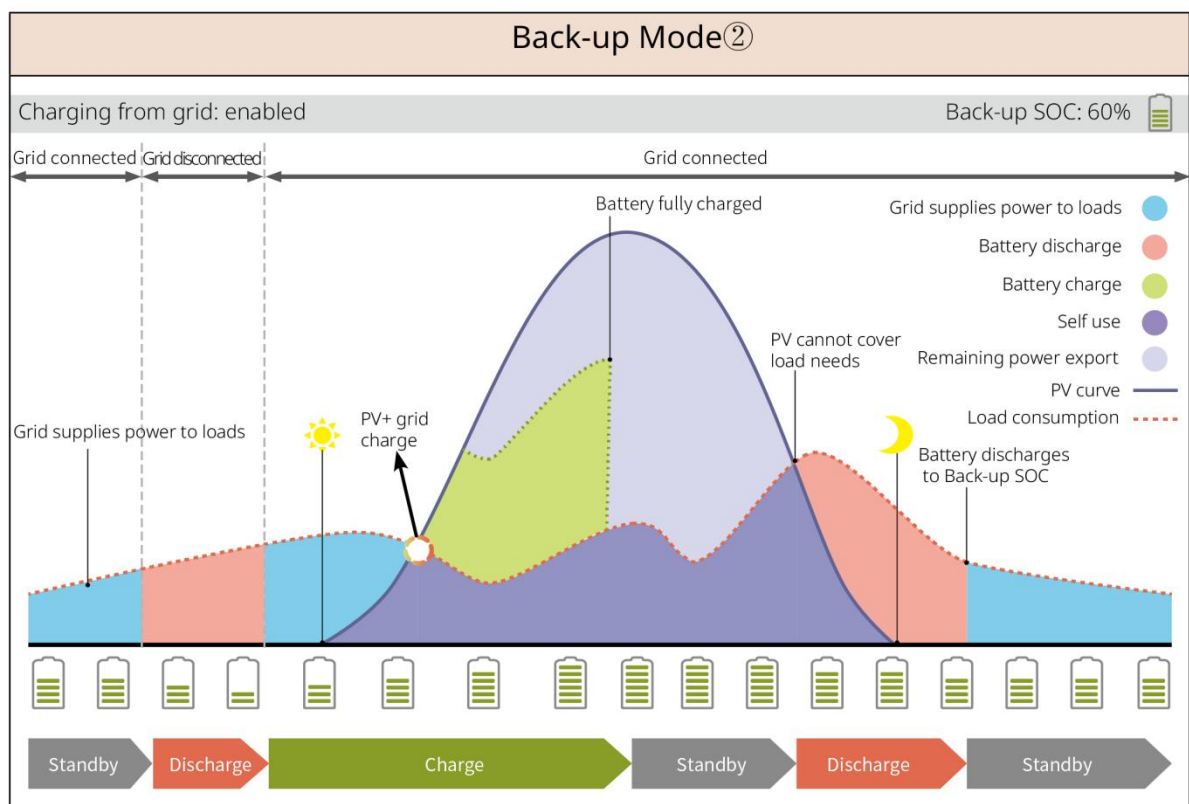 Back-up Mode②
Charging from grid: enabled
Back-up SOC: 60%
Grid connected
Grid disconnected
Grid connected
Battery fully charged
Grid supplies power to loads
Battery discharge
Battery charge
Self use
Remaining power export
PV curve
Load consumption
PV cannot cover
load needs
PV+ grid
charge
Grid supplies power to loads
Battery discharges
to Back-up SOC
Standby
Discharge
Charge
Standby
Discharge
Standby